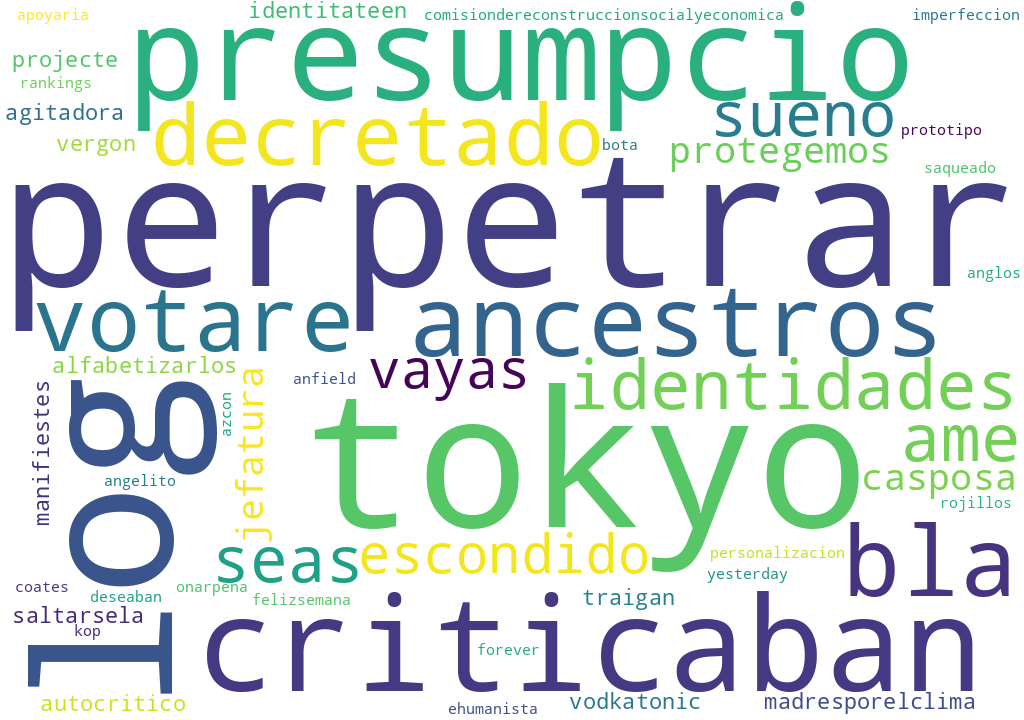 apoyaria
identitateen
comisiondereconstruccionsocialyeconomica
imperfeccion
presumpcio
projecte
rankings
agitadora
decretado
sueno
prototipo
vergon
bota
protegemos
saqueado
perpetrar
anglos
votare
ancestros
alfabetizarlos
anfield
vayas
identidades
manifiestes
log
azcon
jefatura
tokyo
ame
angelito
casposa
rojillos
seas
escondido
personalizacion
bla
coates
deseaban
onarpena
felizsemana
yesterday
traigan
saltarsela
kop
criticaban
forever
autocritico
ehumanista
vodkatonic
madresporelclima